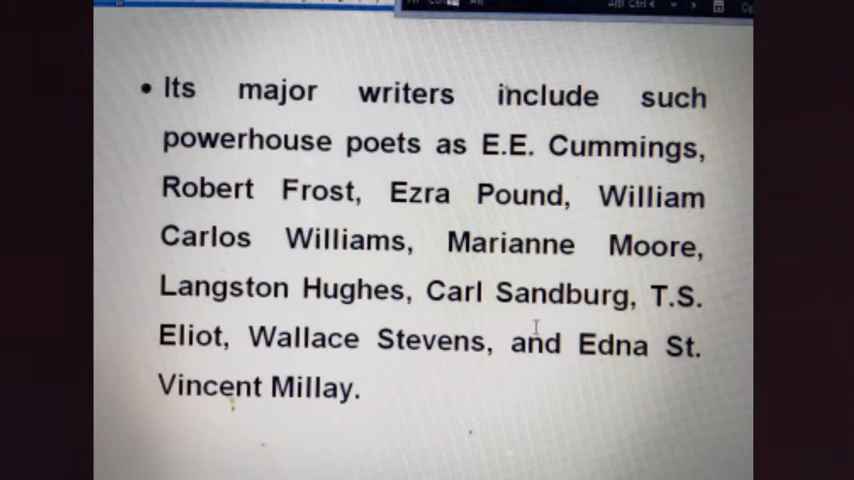 • Its major writers include such
powerhouse poets as E.E. Cummings,
Robert Frost, Ezra Pound, William
Carlos Williams, Marianne Moore,
Langston Hughes, Carl Sandburg, T.S.
Eliot, Wallace Stevens, and Edna St.
Vincent Millay.